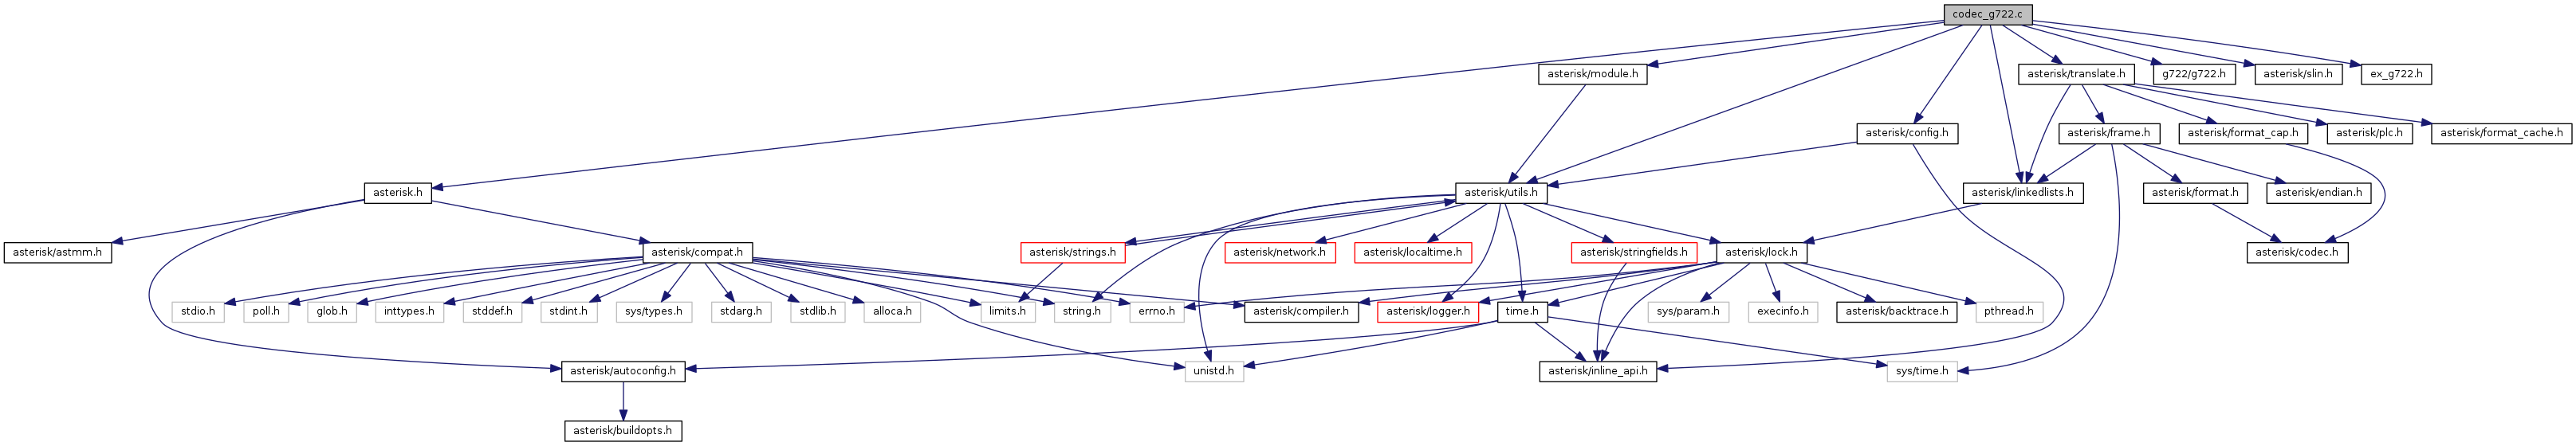 codec_g722.c
asterisk/module.h
asterisk/translate.h
g722/g722.h
asterisk/slin.h
ex_g722.h
asterisk/config.h
asterisk/frame.h
asterisk/format_cap.h
asterisk/plc.h
asterisk/format_cache.h
asterisk.h
asterisk/utils.h
asterisk/linkedlists.h
asterisk/format.h
asterisk/endian.h
asterisk/astmm.h
asterisk/compat.h
asterisk/strings.h
asterisk/network.h
asterisk/localtime.h
asterisk/stringfields.h
asterisk/lock.h
asterisk/codec.h
stdio.h
poll.h
glob.h
inttypes.h
stddef.h
stdint.h
sys/types.h
stdarg.h
stdlib.h
alloca.h
limits.h
string.h
errno.h
asterisk/compiler.h
asterisk/logger.h
time.h
sys/param.h
execinfo.h
asterisk/backtrace.h
pthread.h
asterisk/autoconfig.h
unistd.h
asterisk/inline_api.h
sys/time.h
asterisk/buildopts.h